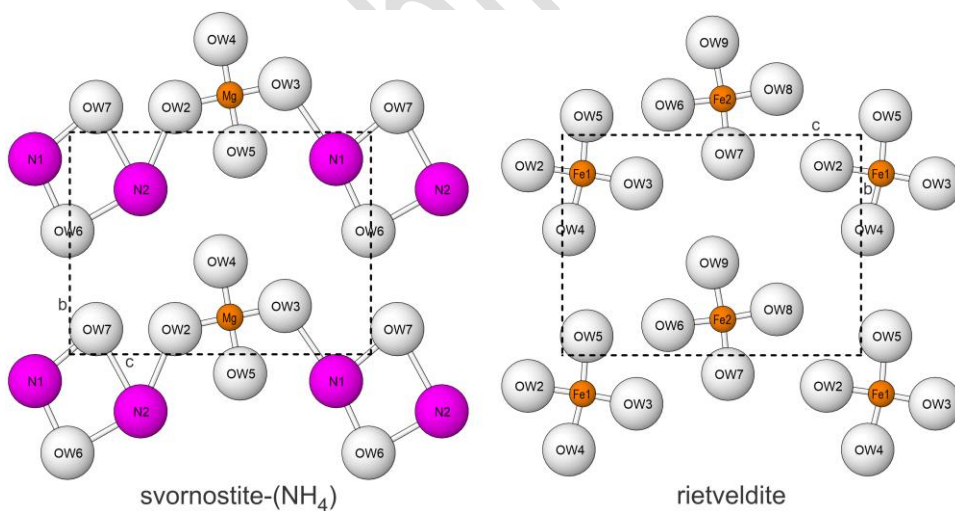 OW4 OW9
OW7 OW2 Mg OW3 OW7 OW5 OW6 Fe2 OW8 OW5
OW5 c OW7
N1 N1 OW2 Fe1 OW3 OW2 Fe1 OW3
N2 N2 b
OW6 OW6 OW4 OW4
OW4 OW9
b OW7 OW2 Mg OW3 OW7 OW5 OW6 Fe2 OW8 OW5
c OW5 OW7
N1 N1 OW2 Fe1 OW3 OW2 Fe1 OW3
N2 N2
OW6 OW6 OW4 OW4
svornostite-(NH₄) rietveldite